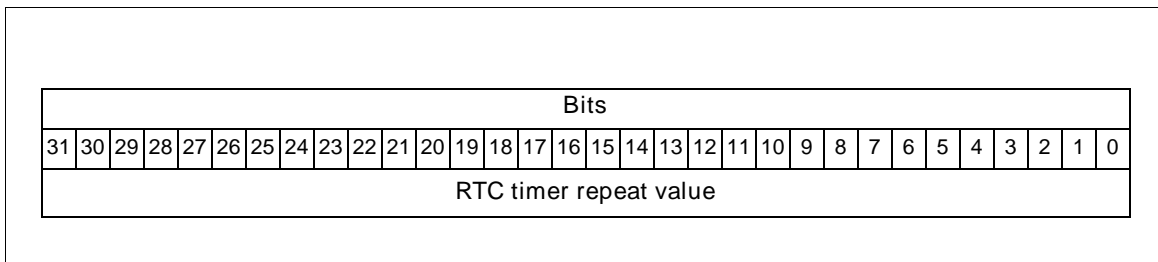 Bits
31 30 29 28 27 26 25 24 23 22 21 20 19 18 17 16 15 14 13 12 11 10 9 8 7 6 5 4 3 2 1 0
RTC timer repeat value